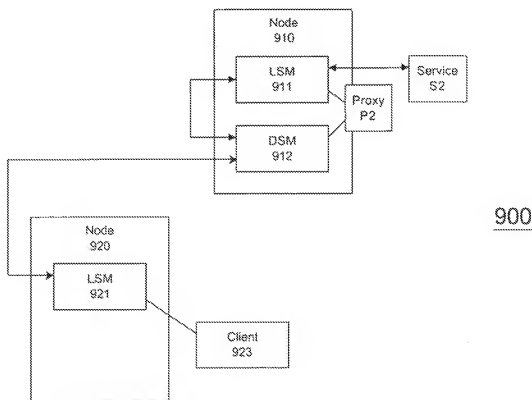 Node
910
LSM
911
Service
S2
Proxy
P2
DSM
912
900
Node
920
LSM
921
Client
923